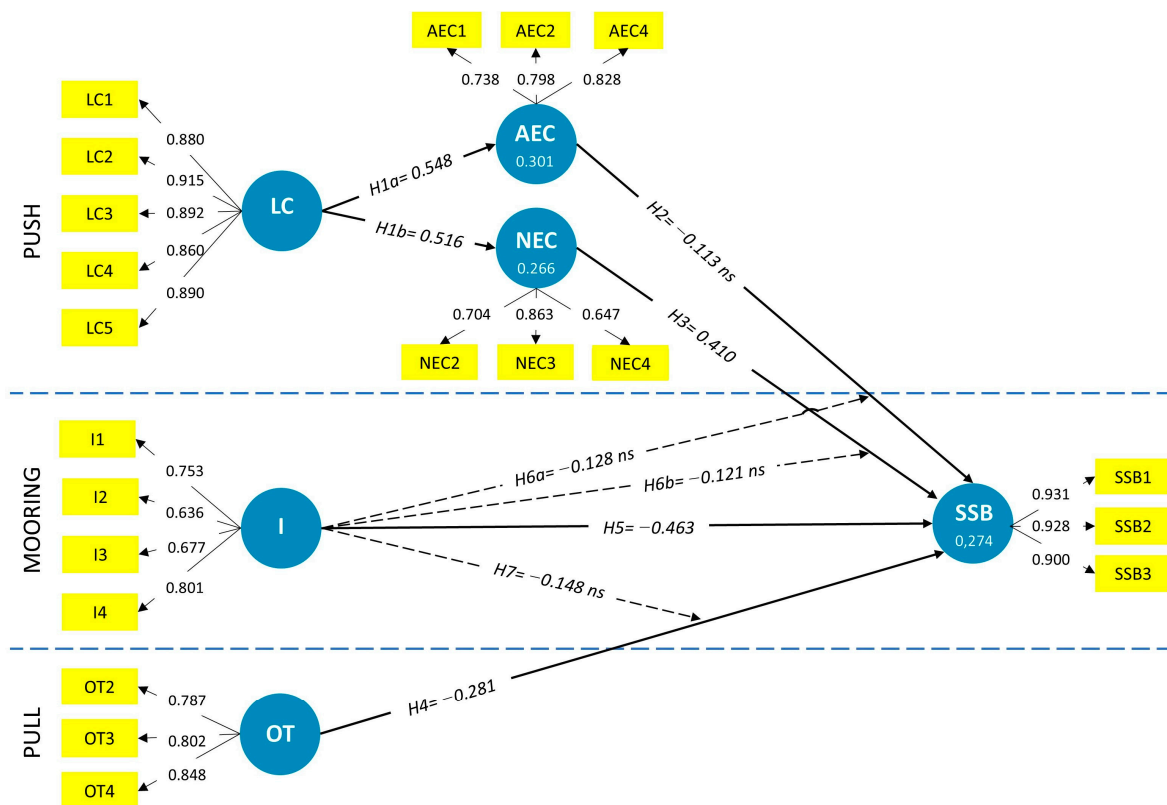 PUSH
LC1
LC2
LC3
LC4
LC5
0.880
0.915
0.892
0.860
0.890
LC
H1a= 0.548
H1b= 0.516
AEC1
AEC2
AEC4
0.738
0.798
0.828
AEC
0.301
NEC
0.266
0.704
0.863
0.647
NEC2
NEC3
NEC4
H2= −0.113 ns
H3= 0.410
MOORING
I1
I2
I3
I4
0.753
0.636
0.677
0.801
I
H6a= −0.128 ns
H6b= −0.121 ns
H5= −0.463
H7= −0.148 ns
SSB
0,274
0.931
0.928
0.900
SSB1
SSB2
SSB3
PULL
OT2
OT3
OT4
0.787
0.802
0.848
OT
H4= −0.281